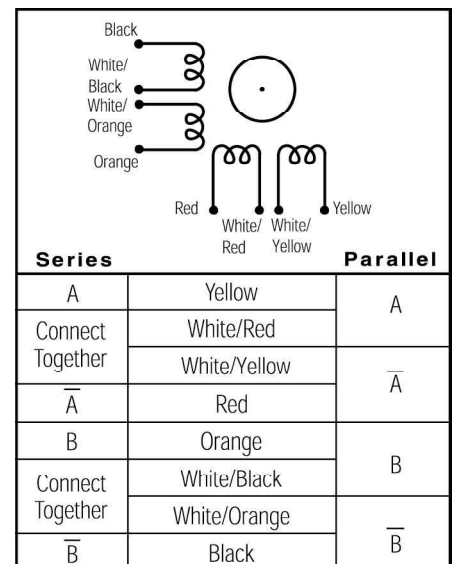 Black
White/
Black
White/
Orange
Orange
Red
White/
Red
White/
Yellow
Yellow
Series
Parallel
A
Yellow
A
Connect
Together
White/Red
White/Yellow
A̅
A̅
Red
B
Orange
B
Connect
Together
White/Black
White/Orange
B̅
B̅
Black